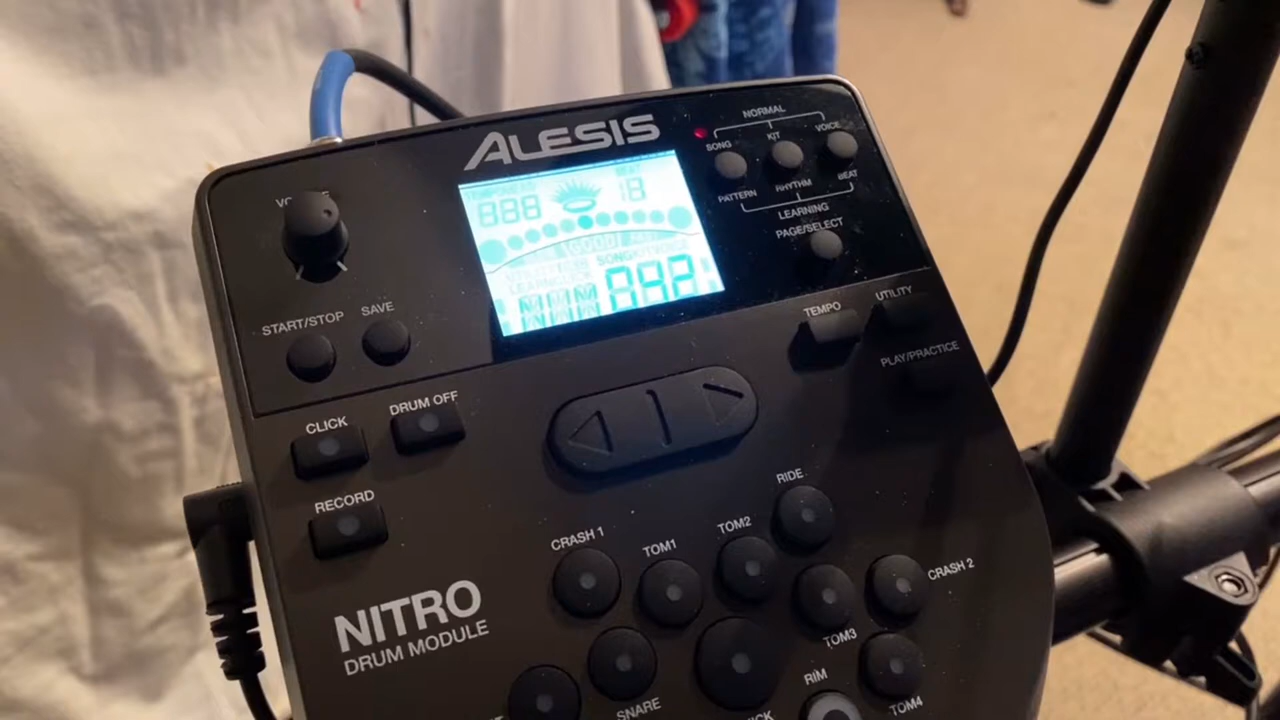 ALESIS
NORMAL
SONG
KIT
VOICE
PATTERN
RHYTHM
BEAT
LEARNING
PAGE/SELECT
START/STOP
SAVE
TEMPO
UTILITY
PLAY/PRACTICE
CLICK
DRUM OFF
RECORD
RIDE
CRASH 1
TOM1
TOM2
CRASH 2
TOM3
NITRO
DRUM MODULE
RIM
SNARE
TOM4